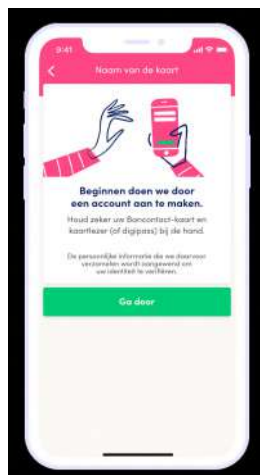 9:41
Naam van de kaart
Beginnen doen we door
een account aan te maken.
Houd zeker uw Bancontact-kaart en
kaartlezer (of digipass) bij de hand.
De persoonlijke informatie die we daarvoor
verzamelen wordt aangewend om
uw identiteit te verifiëren.
Ga door